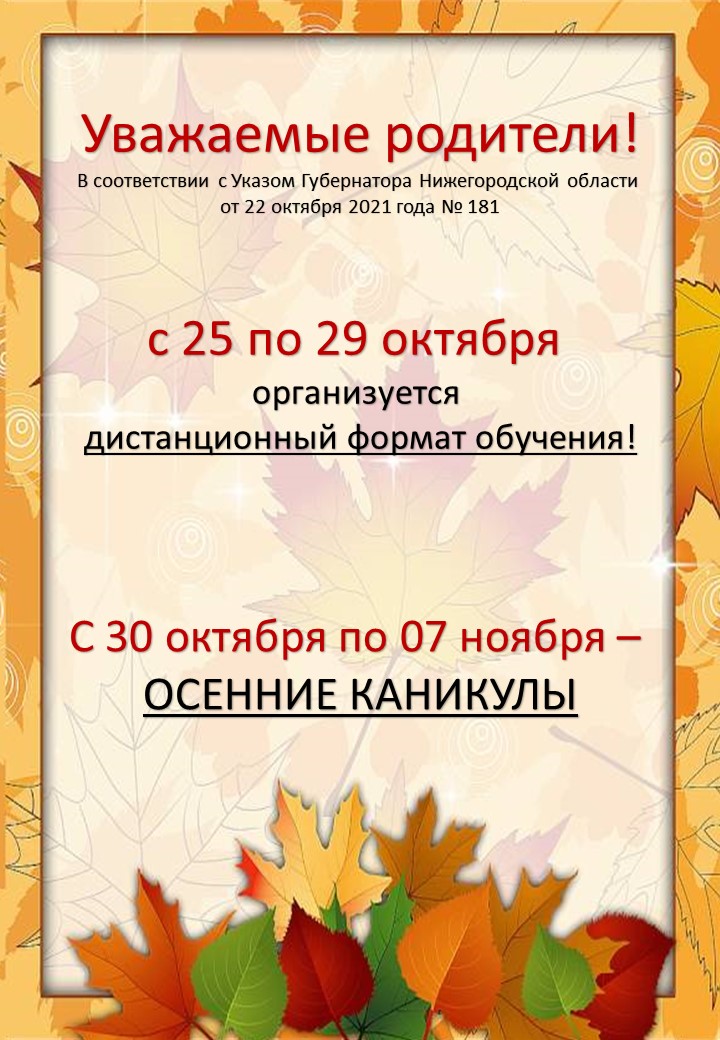 Уважаемые родители!
В соответствии с Указом Губернатора Нижегородской области
от 22 октября 2021 года № 181
с 25 по 29 октября
организуется
дистанционный формат обучения!
С 30 октября по 07 ноября –
ОСЕННИЕ КАНИКУЛЫ